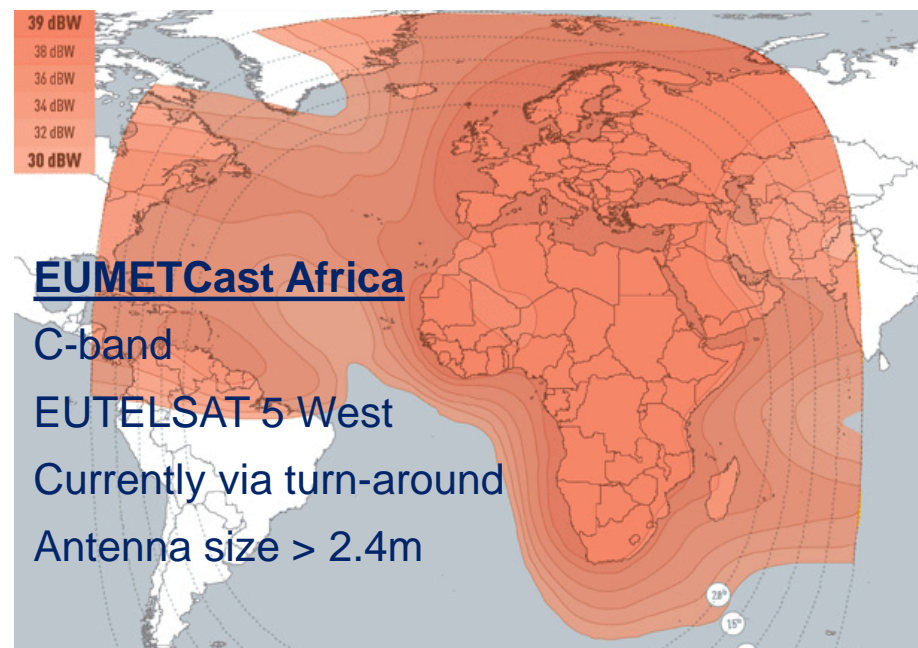 39 dBW
38 dBW
36 dBW
34 dBW
32 dBW
30 dBW
EUMETCast Africa
C-band
EUTELSAT 5 West
Currently via turn-around
Antenna size > 2.4m
20°
15°